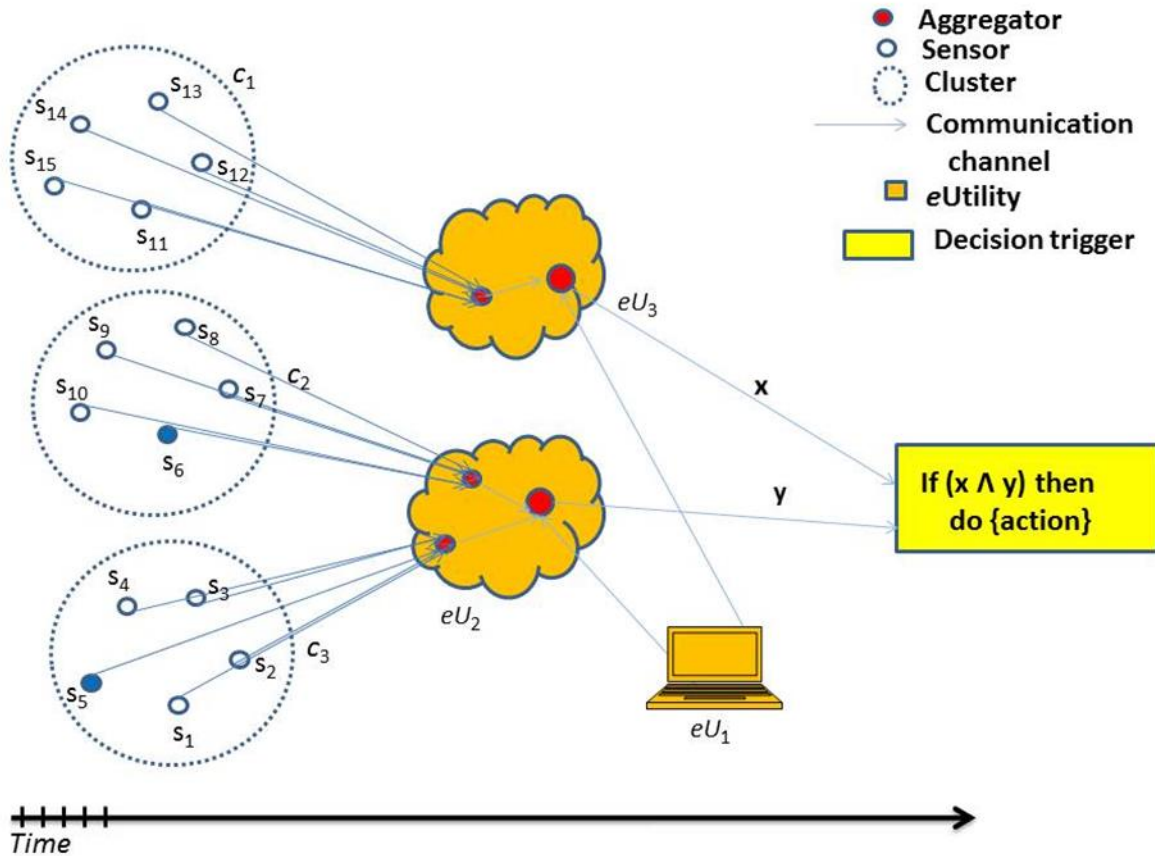 Aggregator
Sensor
Cluster
Communication
channel
eUtility
Decision trigger
c₁
s₁₃
s₁₄
s₁₅
s₁₂
s₁₁
eU₃
s₉
s₈
c₂
s₁₀
s₇
s₆
x
y
If (x Λ y) then
do {action}
s₄
s₃
eU₂
c₃
s₂
s₅
s₁
eU₁
Time